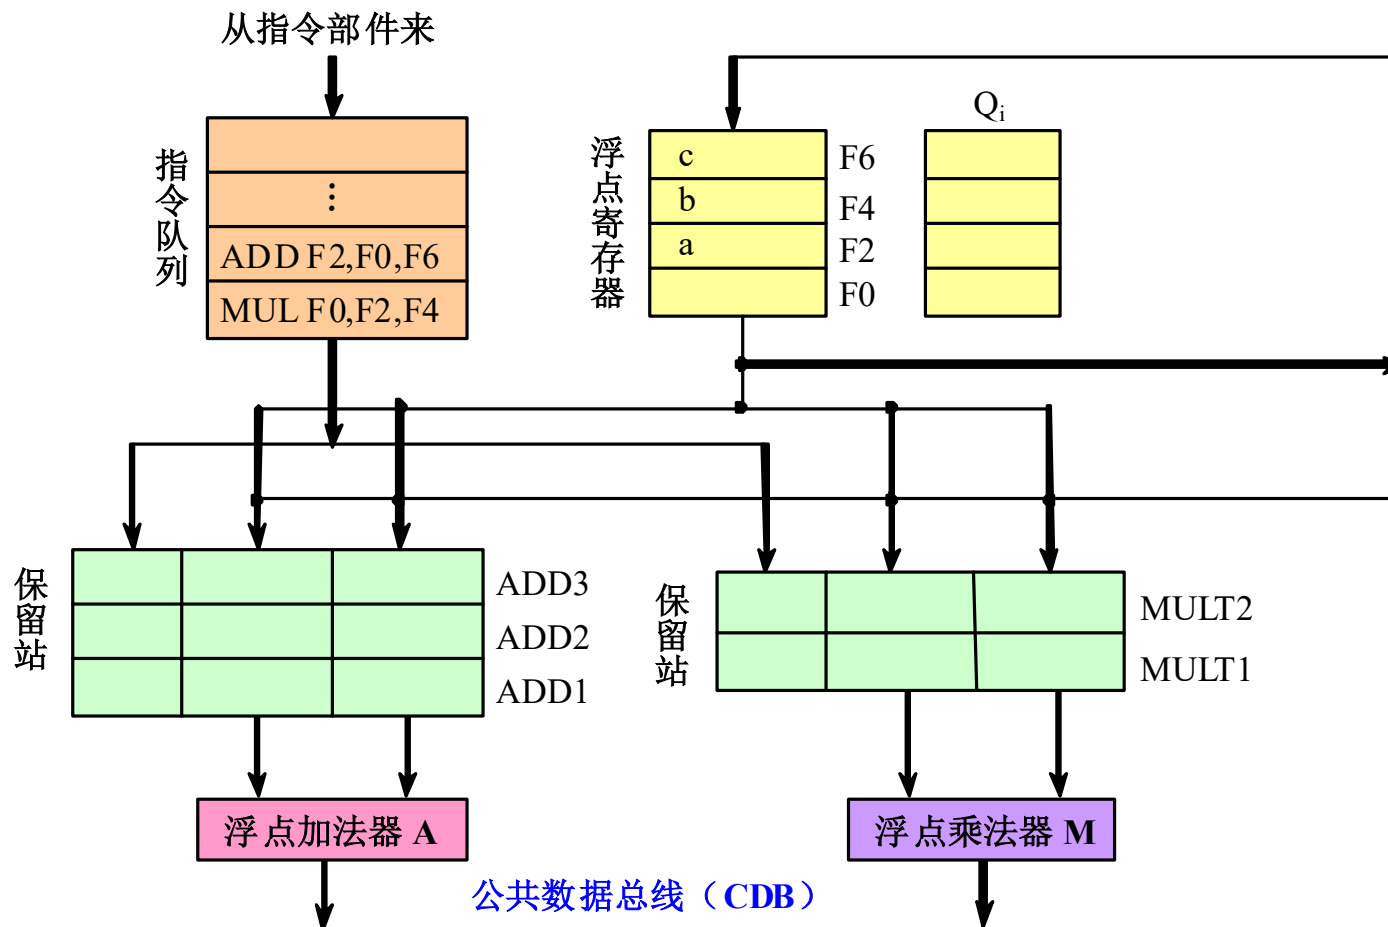 从指令部件来
指令队列
⋮
ADD F2,F0,F6
MUL F0,F2,F4
浮点寄存器
c
F6
b
F4
a
F2
F0
Qi
保留站
ADD3
ADD2
ADD1
保留站
MULT2
MULT1
浮点加法器 A
浮点乘法器 M
公共数据总线（CDB）